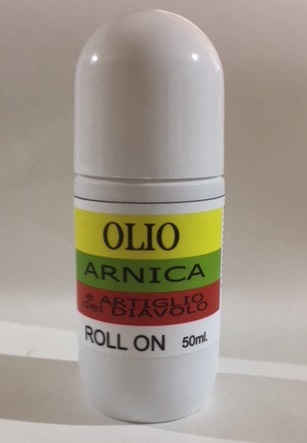 OLIO
ARNICA
e ARTIGLIO
del DIAVOLO
ROLL ON 50ml.